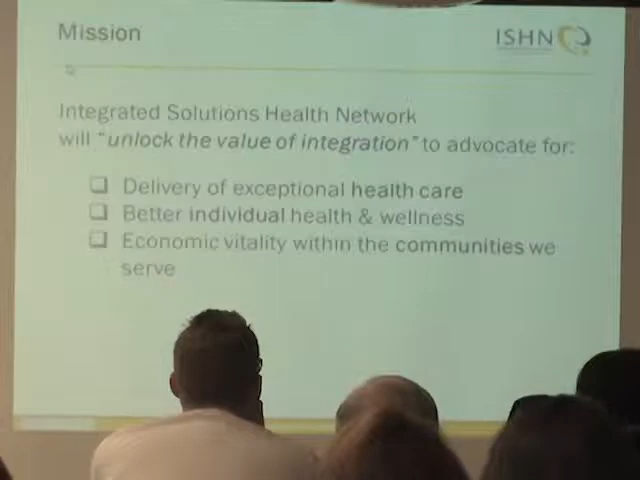 Mission
ISHN
Integrated Solutions Health Network
will "unlock the value of integration" to advocate for:
Delivery of exceptional health care
Better individual health & wellness
Economic vitality within the communities we
serve